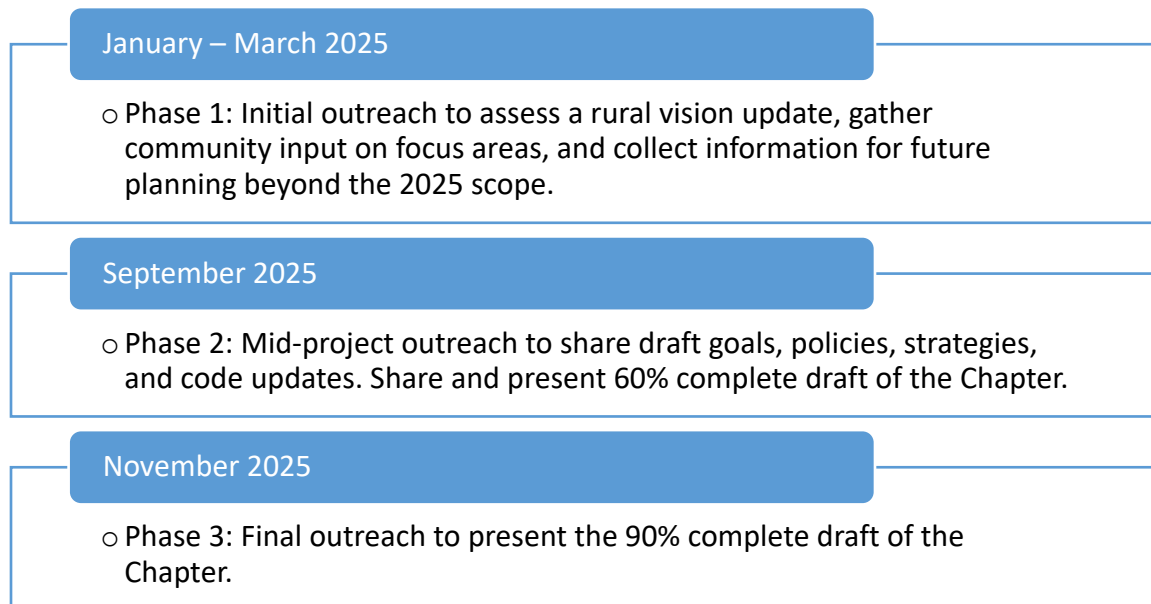 January – March 2025
○ Phase 1: Initial outreach to assess a rural vision update, gather
community input on focus areas, and collect information for future
planning beyond the 2025 scope.
September 2025
○ Phase 2: Mid-project outreach to share draft goals, policies, strategies,
and code updates. Share and present 60% complete draft of the Chapter.
November 2025
○ Phase 3: Final outreach to present the 90% complete draft of the
Chapter.